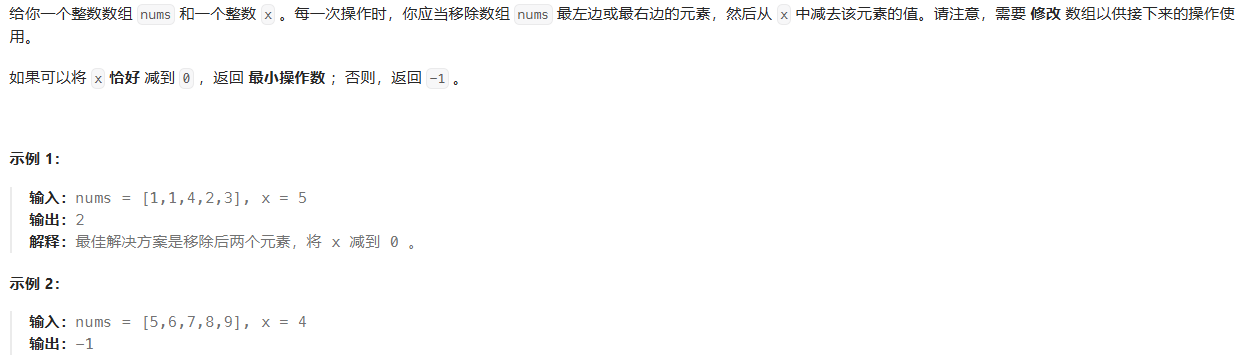 给你一个整数数组 nums 和一个整数 x 。每一次操作时，你应当移除数组 nums 最左边或最右边的元素，然后从 x 中减去该元素的值。请注意，需要 修改 数组以供接下来的操作使
用。
如果可以将 x 恰好 减到 0 ，返回 最小操作数 ；否则，返回 -1 。
示例 1：
输入：nums = [1,1,4,2,3], x = 5
输出：2
解释：最佳解决方案是移除后两个元素，将 x 减到 0 。
示例 2：
输入：nums = [5,6,7,8,9], x = 4
输出：-1